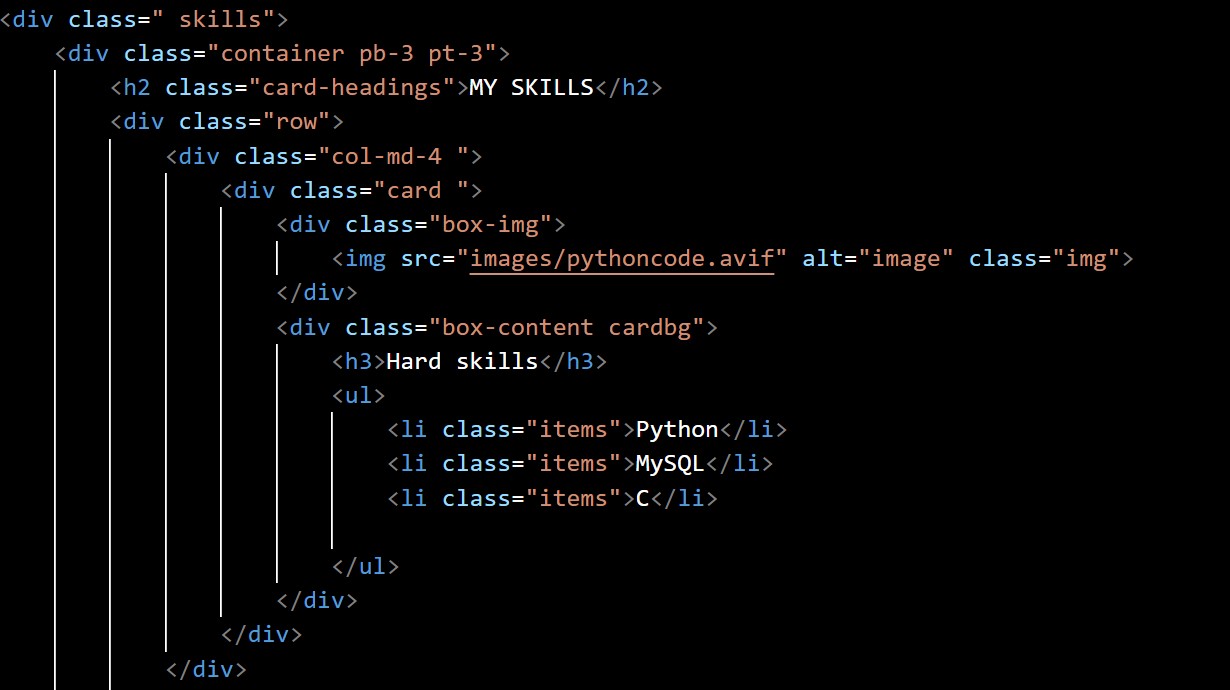 <div class=" skills">
    <div class="container pb-3 pt-3">
        <h2 class="card-headings">MY SKILLS</h2>
        <div class="row">
            <div class="col-md-4 ">
                <div class="card ">
                    <div class="box-img">
                        <img src="images/pythoncode.avif" alt="image" class="img">
                    </div>
                    <div class="box-content cardbg">
                        <h3>Hard skills</h3>
                        <ul>
                            <li class="items">Python</li>
                            <li class="items">MySQL</li>
                            <li class="items">C</li>

                        </ul>
                    </div>
                </div>
            </div>